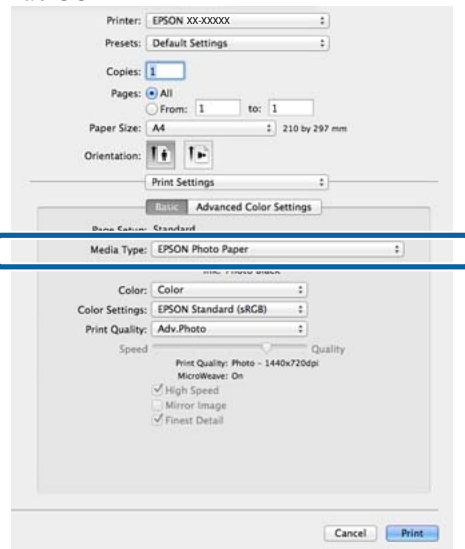 Printer: EPSON XX-XXXXX
Presets: Default Settings
Copies: 1
Pages: All
From: 1 to: 1
Paper Size: A4 210 by 297 mm
Orientation:
Print Settings
Basic Advanced Color Settings
Page Setup: Standard
Media Type: EPSON Photo Paper
Ink: Photo Black
Color: Color
Color Settings: EPSON Standard (sRGB)
Print Quality: Adv.Photo
Speed Quality
Print Quality: Photo - 1440x720dpi
MicroWeave: On
High Speed
Mirror Image
Finest Detail
Cancel Print